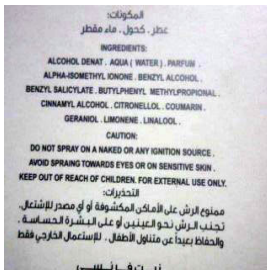 المكونات:
عطر، كحول، ماء مقطر
INGREDIENTS:
ALCOHOL DENAT . AQUA ( WATER ) . PARFUM .
ALPHA-ISOMETHYL IONONE . BENZYL ALCOHOL .
BENZYL SALICYLATE . BUTYLPHENYL METHYLPROPIONAL .
CINNAMYL ALCOHOL . CITRONELLOL . COUMARIN .
GERANIOL . LIMONENE . LINALOOL .
CAUTION:
DO NOT SPRAY ON A NAKED OR ANY IGNITION SOURCE .
AVOID SPRAING TOWARDS EYES OR ON SENSITIVE SKIN .
KEEP OUT OF REACH OF CHILDREN. FOR EXTERNAL USE ONLY.
التحذيرات:
ممنوع الرش على الأماكن المكشوفة أو أي مصدر للإشتعال.
تجنب الرش نحو العينين أو على البشرة الحساسة .
والحفاظ بعيداً عن متناول الأطفال . للإستعمال الخارجي فقط